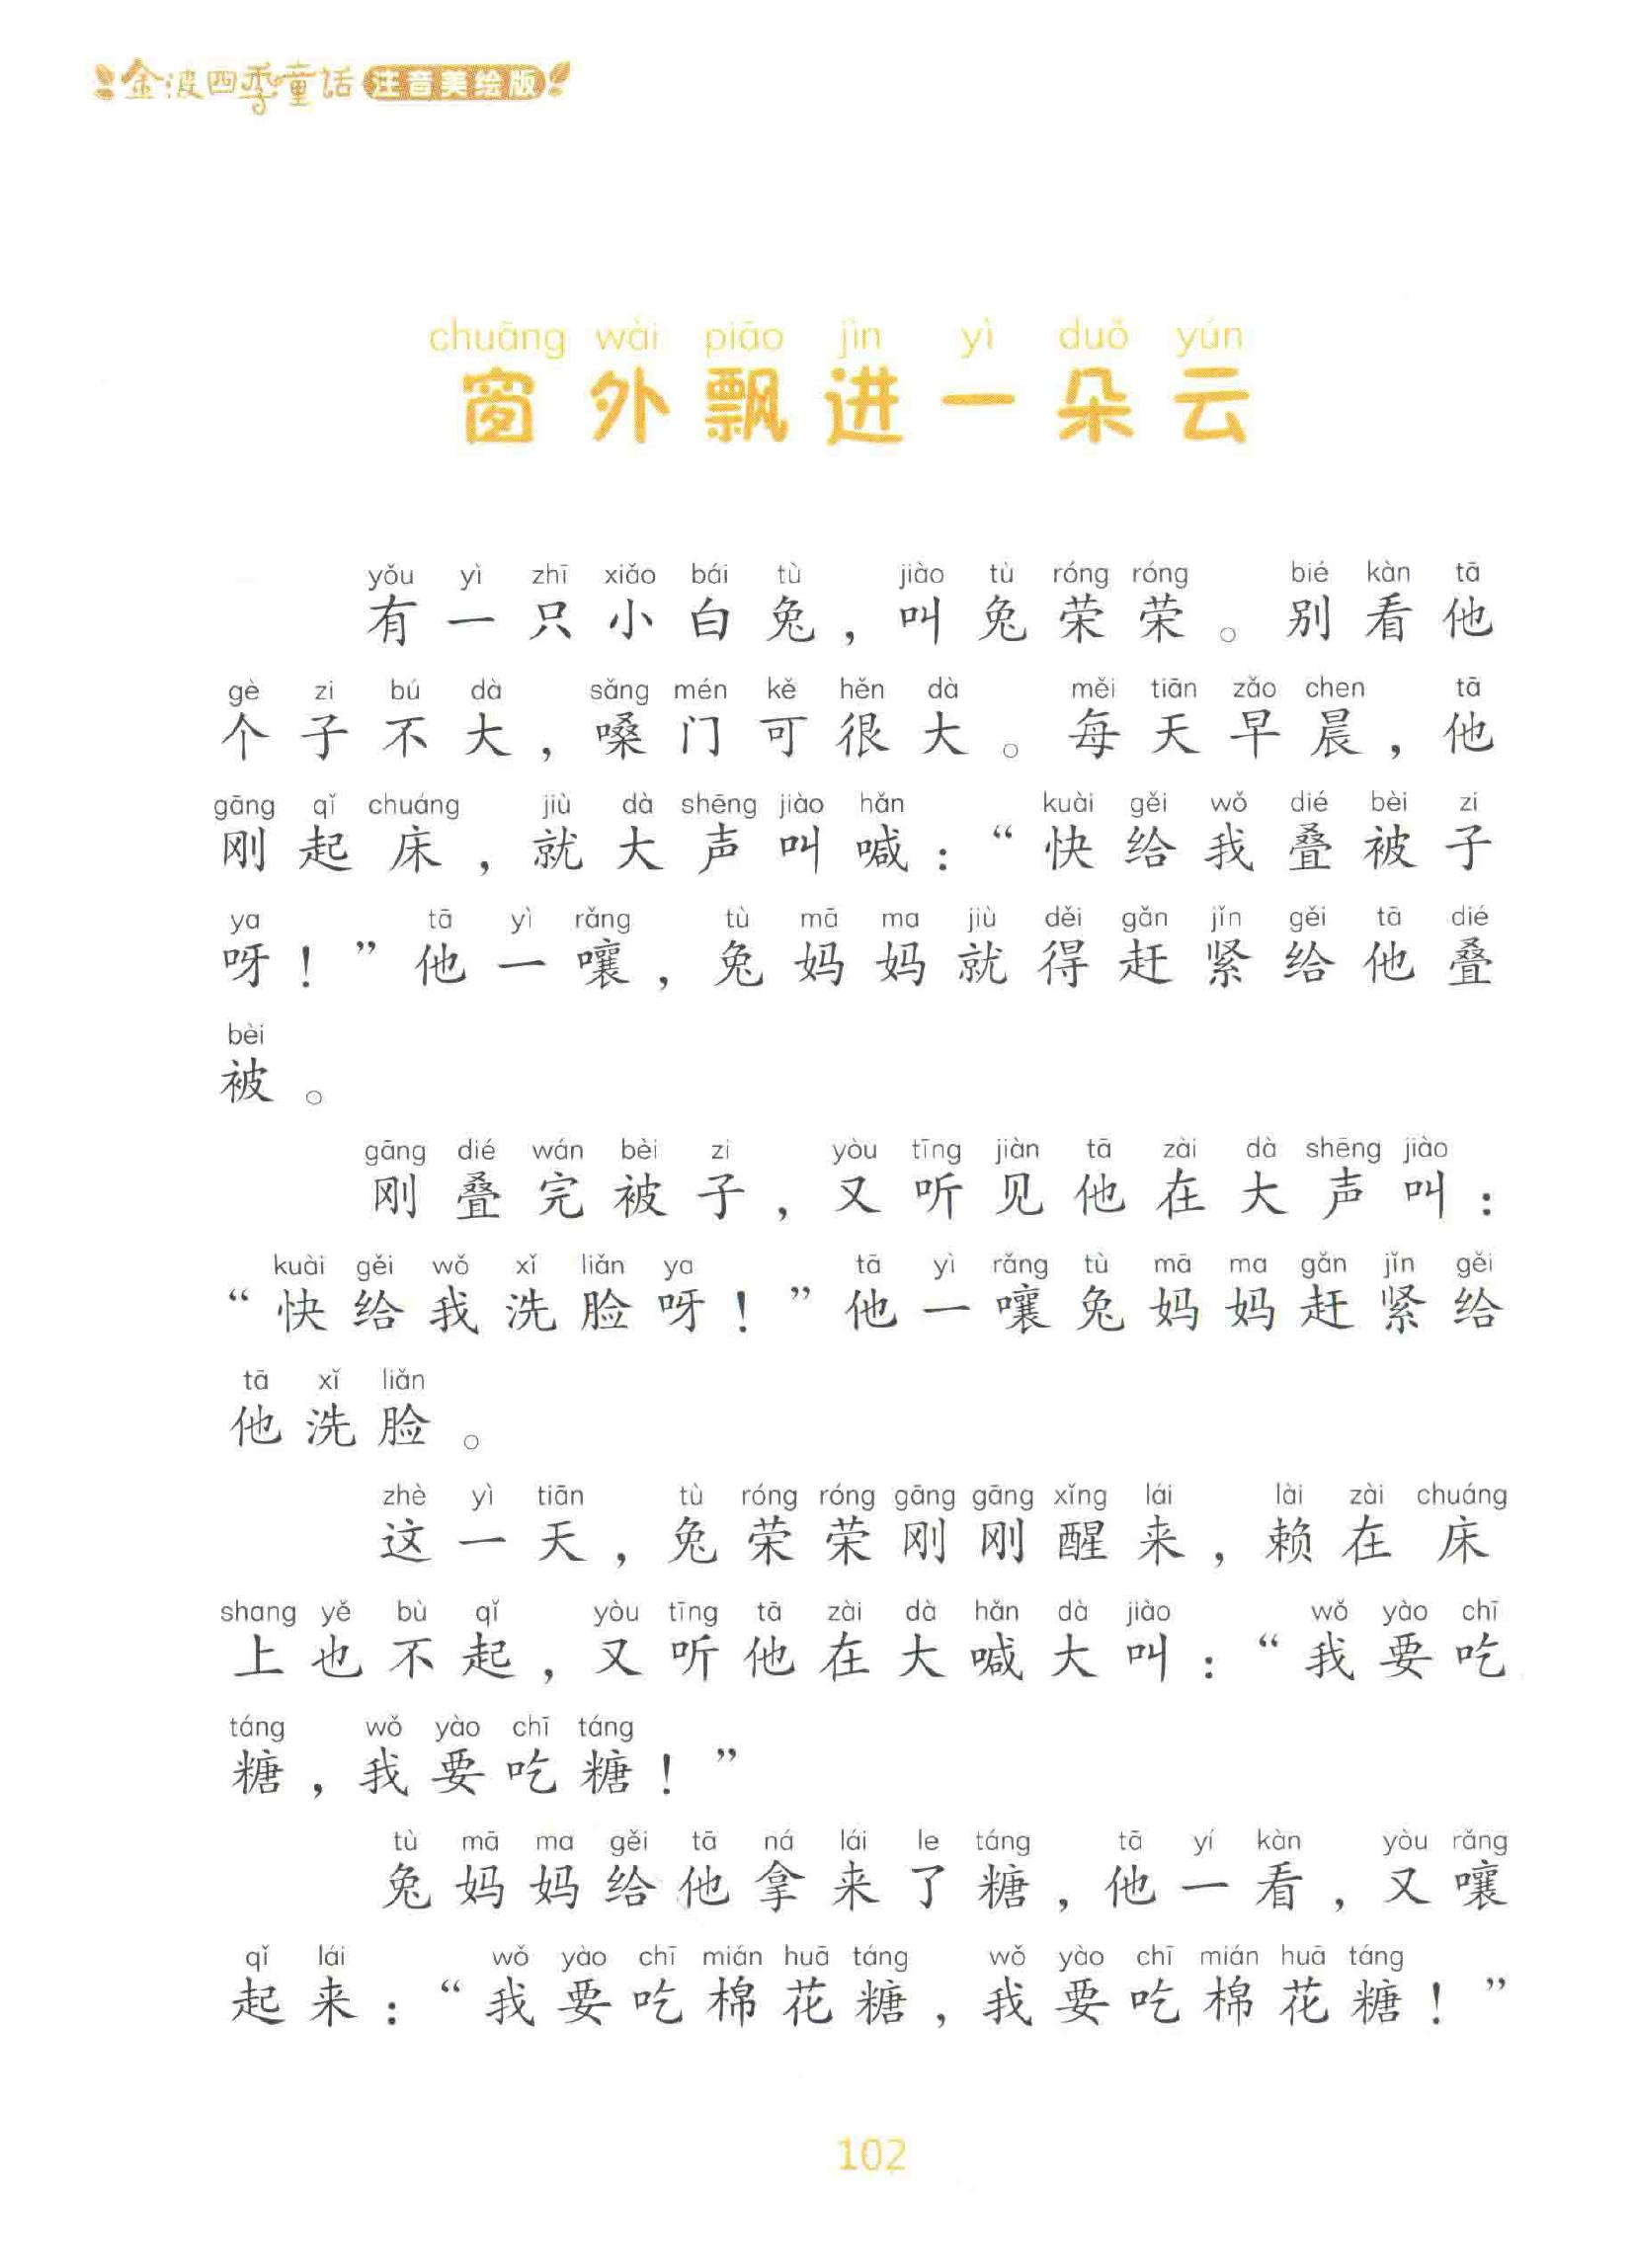 金波四季童话 注音美绘版
chuāng wài piāo jìn yì duǒ yún
窗外飘进一朵云
yǒu yì zhī xiǎo bái tù jiào tù róng róng bié kàn tā
有一只小白兔，叫兔荣荣。别看他
gè zi bú dà sǎng mén kě hěn dà měi tiān zǎo chen tā
个子不大，嗓门可很大。每天早晨，他
gāng qǐ chuáng jiù dà shēng jiào hǎn kuài gěi wǒ dié bèi zi
刚起床，就大声叫喊：“快给我叠被子
ya tā yì rǎng tù mā ma jiù děi gǎn jǐn gěi tā dié
呀！”他一嚷，兔妈妈就得赶紧给他叠
bèi
被。
gāng dié wán bèi zi yòu tīng jiàn tā zài dà shēng jiào
刚叠完被子，又听见他在大声叫：
kuài gěi wǒ xǐ liǎn ya tā yì rǎng tù mā ma gǎn jǐn gěi
“快给我洗脸呀！”他一嚷兔妈妈赶紧给
tā xǐ liǎn
他洗脸。
zhè yì tiān tù róng róng gāng gāng xǐng lái lài zài chuáng
这一天，兔荣荣刚刚醒来，赖在床
shang yě bù qǐ yòu tīng tā zài dà hǎn dà jiào wǒ yào chī
上也不起，又听他在大喊大叫：“我要吃
táng wǒ yào chī táng
糖，我要吃糖！”
tù mā ma gěi tā ná lái le táng tā yí kàn yòu rǎng
兔妈妈给他拿来了糖，他一看，又嚷
qǐ lái wǒ yào chī mián huā táng wǒ yào chī mián huā táng
起来：“我要吃棉花糖，我要吃棉花糖！”
102